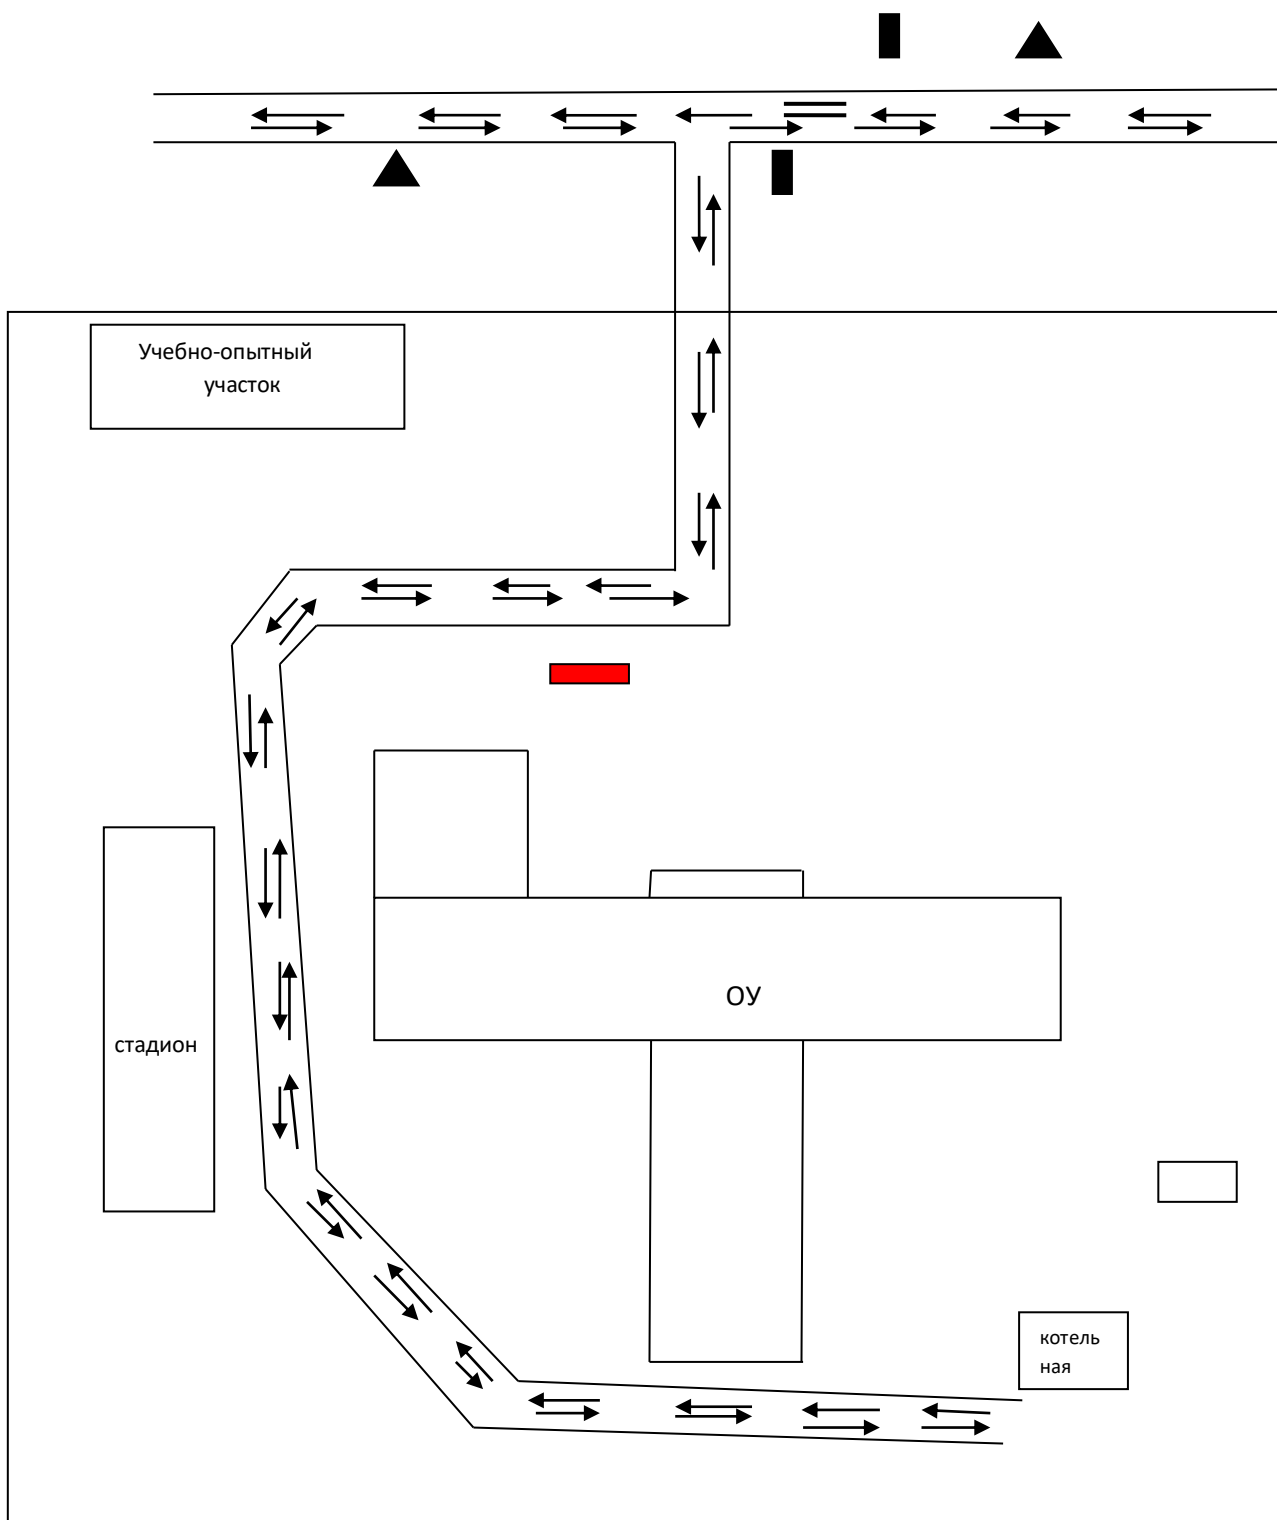 Учебно-опытный
участок
ОУ
стадион
котель
ная